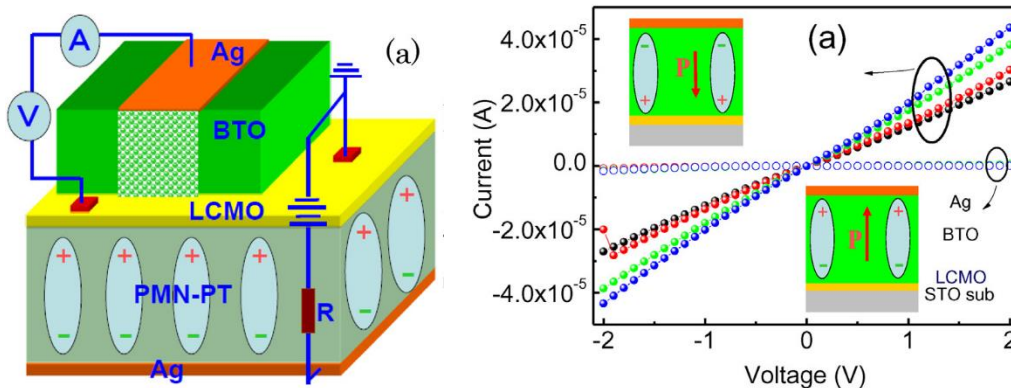 A
V
(a)
Ag
BTO
LCMO
+ + + + + +
PMN-PT
- - - - - -
R
Ag
(a)
4.0x10⁻⁵
2.0x10⁻⁵
0.0
-2.0x10⁻⁵
-4.0x10⁻⁵
Current (A)
- -
P
+ +
Ag
BTO
LCMO
STO sub
+ +
P
- -
-2 -1 0 1 2
Voltage (V)